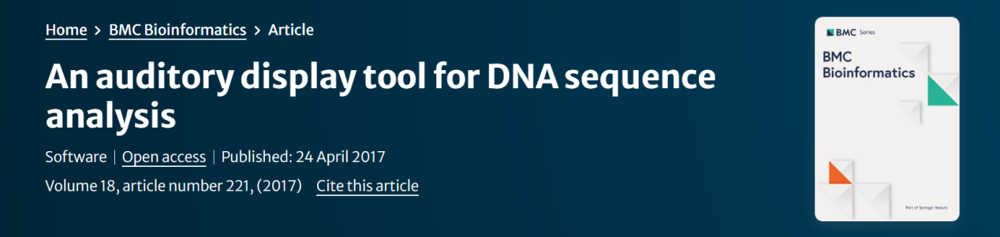 Home > BMC Bioinformatics > Article
An auditory display tool for DNA sequence
analysis
Software | Open access | Published: 24 April 2017
Volume 18, article number 221, (2017) Cite this article
BMC Series
BMC
Bioinformatics
Part of Springer Nature